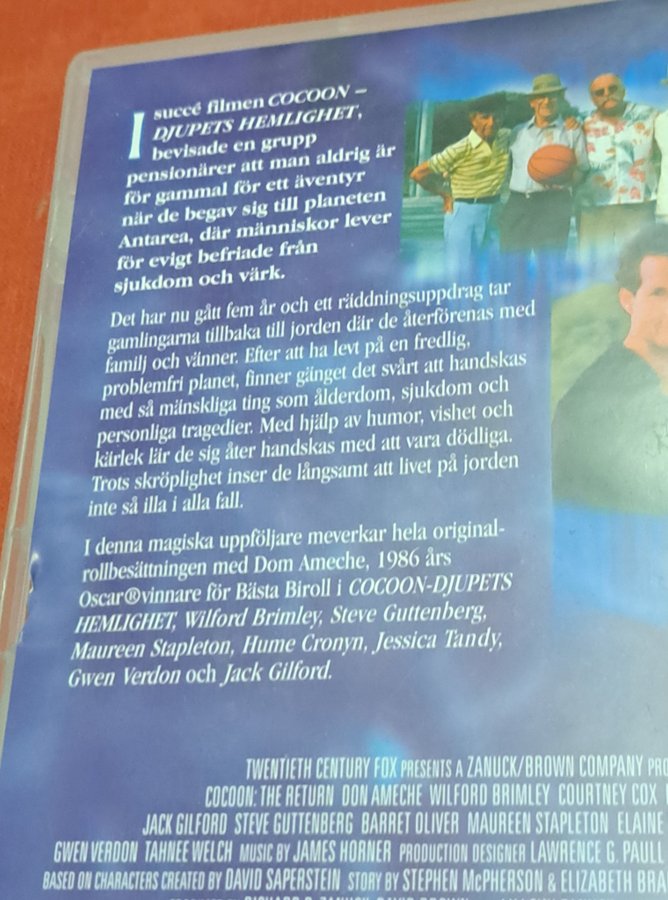 I succé filmen COCOON –
DJUPETS HEMLIGHET,
bevisade en grupp
pensionärer att man aldrig är
för gammal för ett äventyr
när de begav sig till planeten
Antarea, där människor lever
för evigt befriade från
sjukdom och värk.
Det har nu gått fem år och ett räddningsuppdrag tar
gamlingarna tillbaka till jorden där de återförenas med
familj och vänner. Efter att ha levt på en fredlig,
problemfri planet, finner gänget det svårt att handskas
med så mänskliga ting som ålderdom, sjukdom och
personliga tragedier. Med hjälp av humor, vishet och
kärlek lär de sig åter handskas med att vara dödliga.
Trots skröplighet inser de långsamt att livet på jorden
inte så illa i alla fall.
I denna magiska uppföljare meverkar hela original-
rollbesättningen med Dom Ameche, 1986 års
Oscar®vinnare för Bästa Biroll i COCOON-DJUPETS
HEMLIGHET, Wilford Brimley, Steve Guttenberg,
Maureen Stapleton, Hume Cronyn, Jessica Tandy,
Gwen Verdon och Jack Gilford.
TWENTIETH CENTURY FOX PRESENTS A ZANUCK/BROWN COMPANY PRO
COCOON: THE RETURN DON AMECHE WILFORD BRIMLEY COURTNEY COX
JACK GILFORD STEVE GUTTENBERG BARRET OLIVER MAUREEN STAPLETON ELAINE
GWEN VERDON TAHNEE WELCH MUSIC BY JAMES HORNER PRODUCTION DESIGNER LAWRENCE G. PAULL
BASED ON CHARACTERS CREATED BY DAVID SAPERSTEIN STORY BY STEPHEN McPHERSON & ELIZABETH BRA